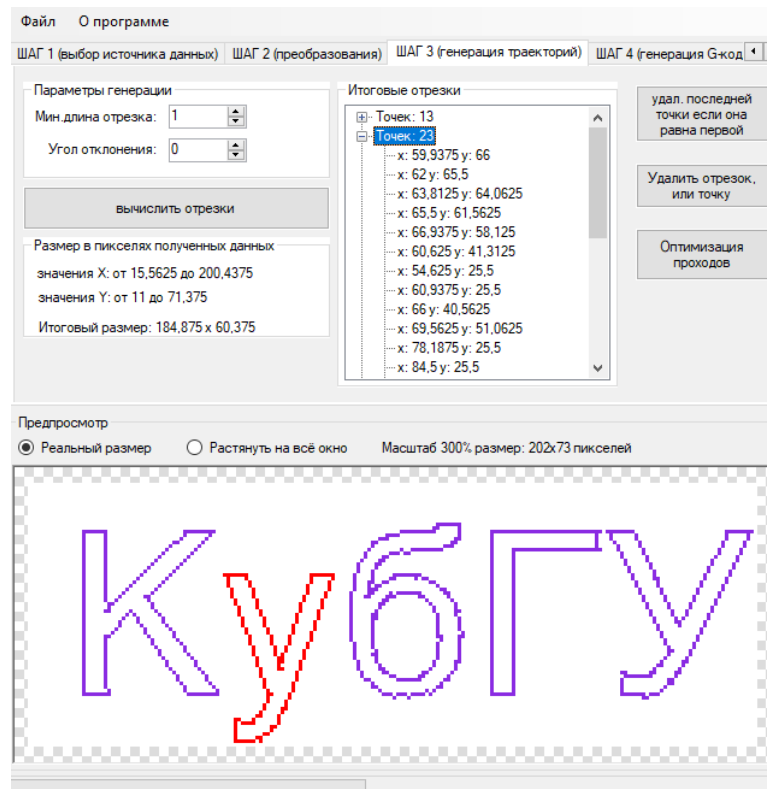 Файл О программе
ШАГ 1 (выбор источника данных) ШАГ 2 (преобразования) ШАГ 3 (генерация траекторий) ШАГ 4 (генерация G-код
Параметры генерации
Мин.длина отрезка: 1
Угол отклонения: 0
вычислить отрезки
Размер в пикселях полученных данных
значения X: от 15,5625 до 200,4375
значения Y: от 11 до 71,375
Итоговый размер: 184,875 x 60,375
Итоговые отрезки
Точек: 13
Точек: 23
x: 59,9375 y: 66
x: 62 y: 65,5
x: 63,8125 y: 64,0625
x: 65,5 y: 61,5625
x: 66,9375 y: 58,125
x: 60,625 y: 41,3125
x: 54,625 y: 25,5
x: 60,9375 y: 25,5
x: 66 y: 40,5625
x: 69,5625 y: 51,0625
x: 78,1875 y: 25,5
x: 84,5 y: 25,5
удал. последней
точки если она
равна первой
Удалить отрезок,
или точку
Оптимизация
проходов
Предпросмотр
Реальный размер Растянуть на всё окно Масштаб 300% размер: 202x73 пикселей
КубГУ